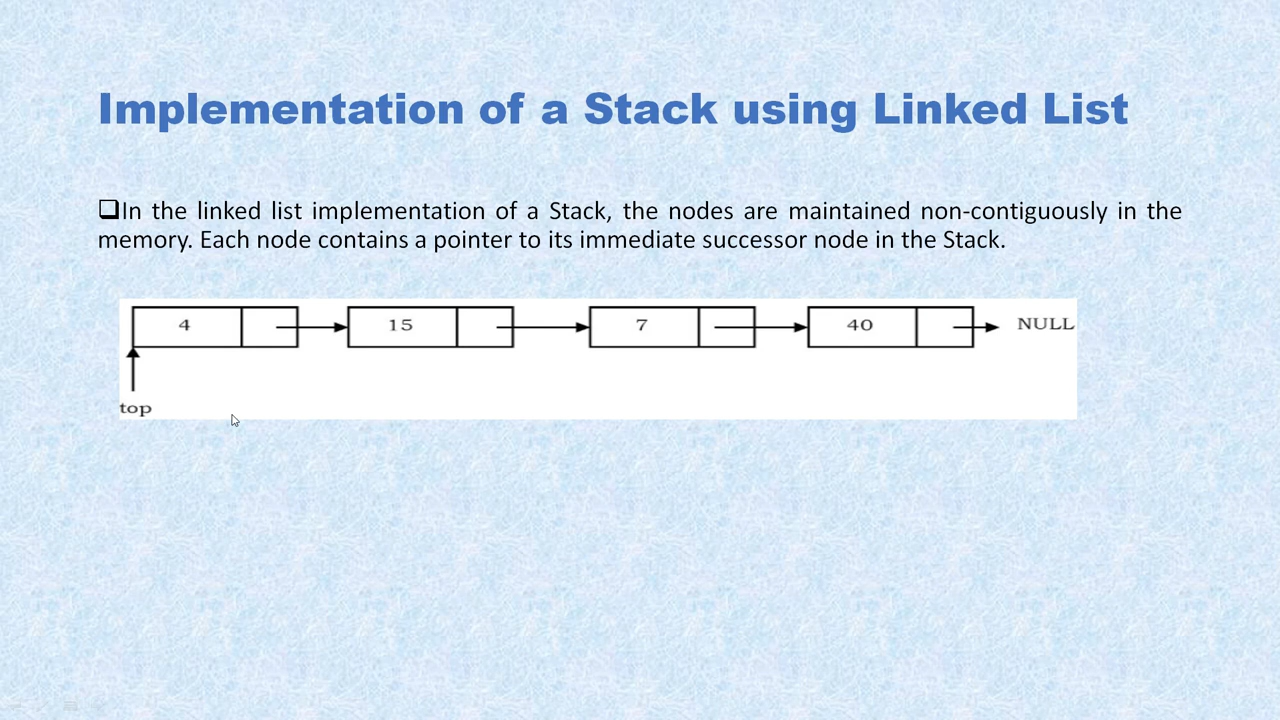 Implementation of a Stack using Linked List
❑In the linked list implementation of a Stack, the nodes are maintained non-contiguously in the
memory. Each node contains a pointer to its immediate successor node in the Stack.
4 15 7 40 NULL
top